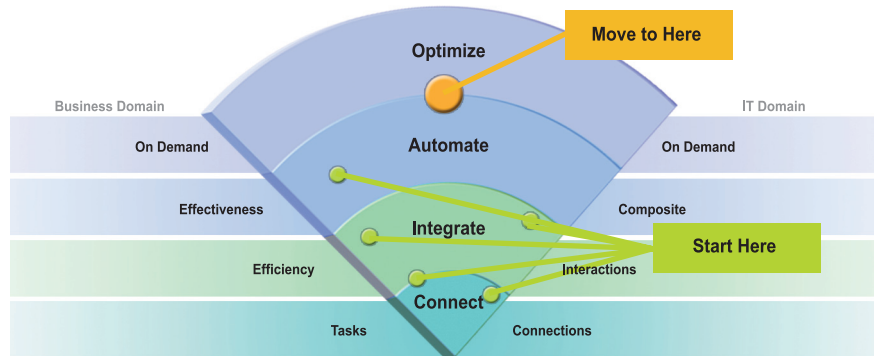 Optimize
Move to Here
Business Domain
IT Domain
On Demand
Automate
On Demand
Effectiveness
Composite
Integrate
Start Here
Efficiency
Interactions
Connect
Tasks
Connections